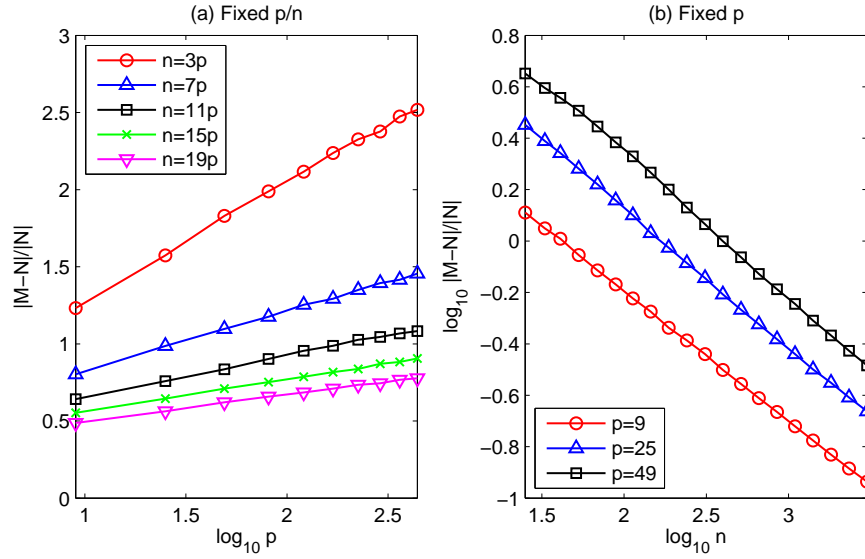 (a) Fixed p/n
3
2.5
2
1.5
1
0.5
0
|M−N|/|N|
n=3p
n=7p
n=11p
n=15p
n=19p
1
1.5
2
2.5
log10 p
(b) Fixed p
0.8
0.6
0.4
0.2
0
−0.2
−0.4
−0.6
−0.8
−1
log10 |M−N|/|N|
p=9
p=25
p=49
1.5
2
2.5
3
log10 n